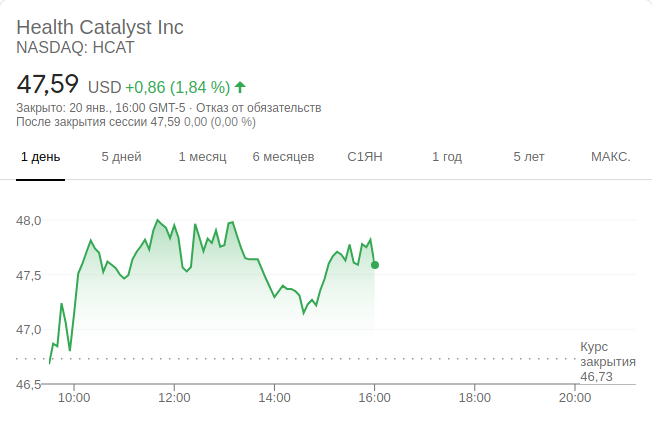 Health Catalyst Inc
NASDAQ: HCAT
47,59 USD +0,86 (1,84 %)
Закрыто: 20 янв., 16:00 GMT-5 · Отказ от обязательств
После закрытия сессии 47,59 0,00 (0,00 %)
1 день 5 дней 1 месяц 6 месяцев С1ЯН 1 год 5 лет МАКС.
48,0
47,5
47,0
Курс
закрытия
46,73
46,5
10:00 12:00 14:00 16:00 18:00 20:00